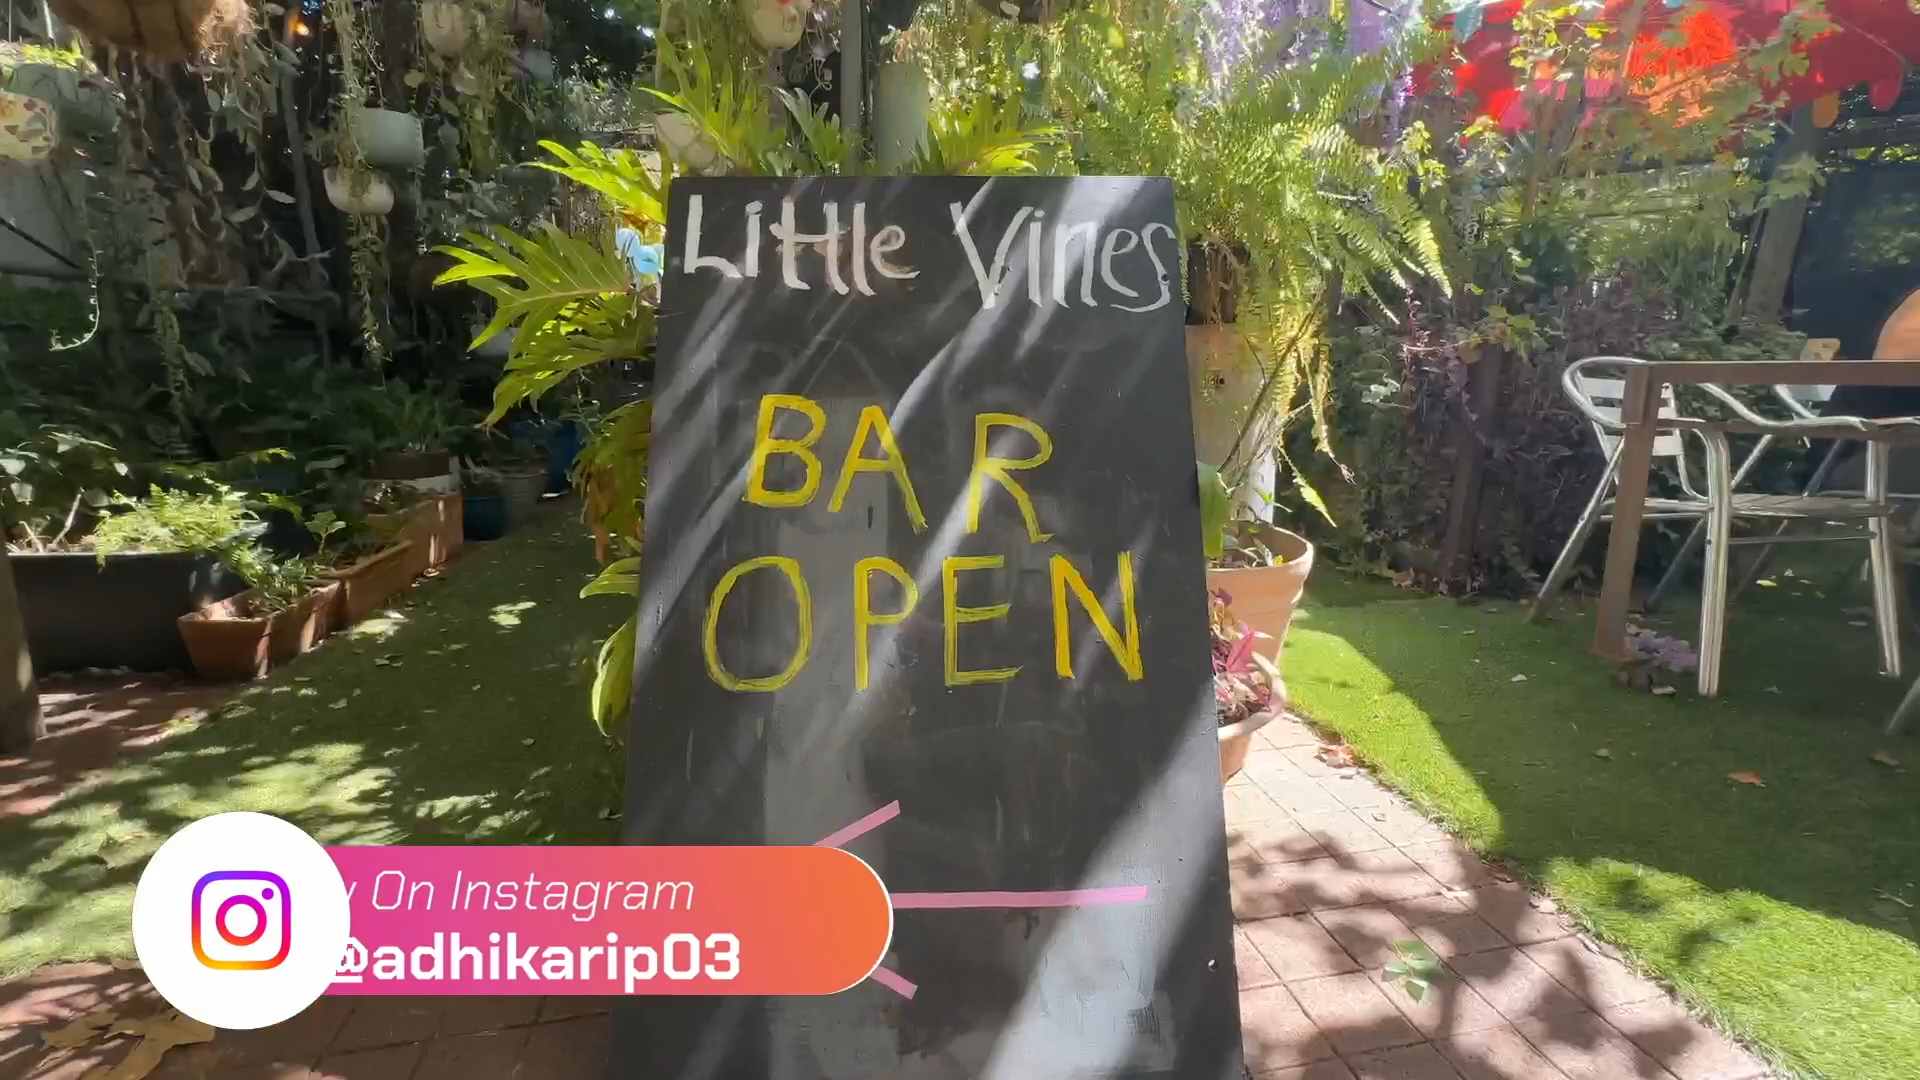 Little Vines
BAR
OPEN
On Instagram
@adhikarip03